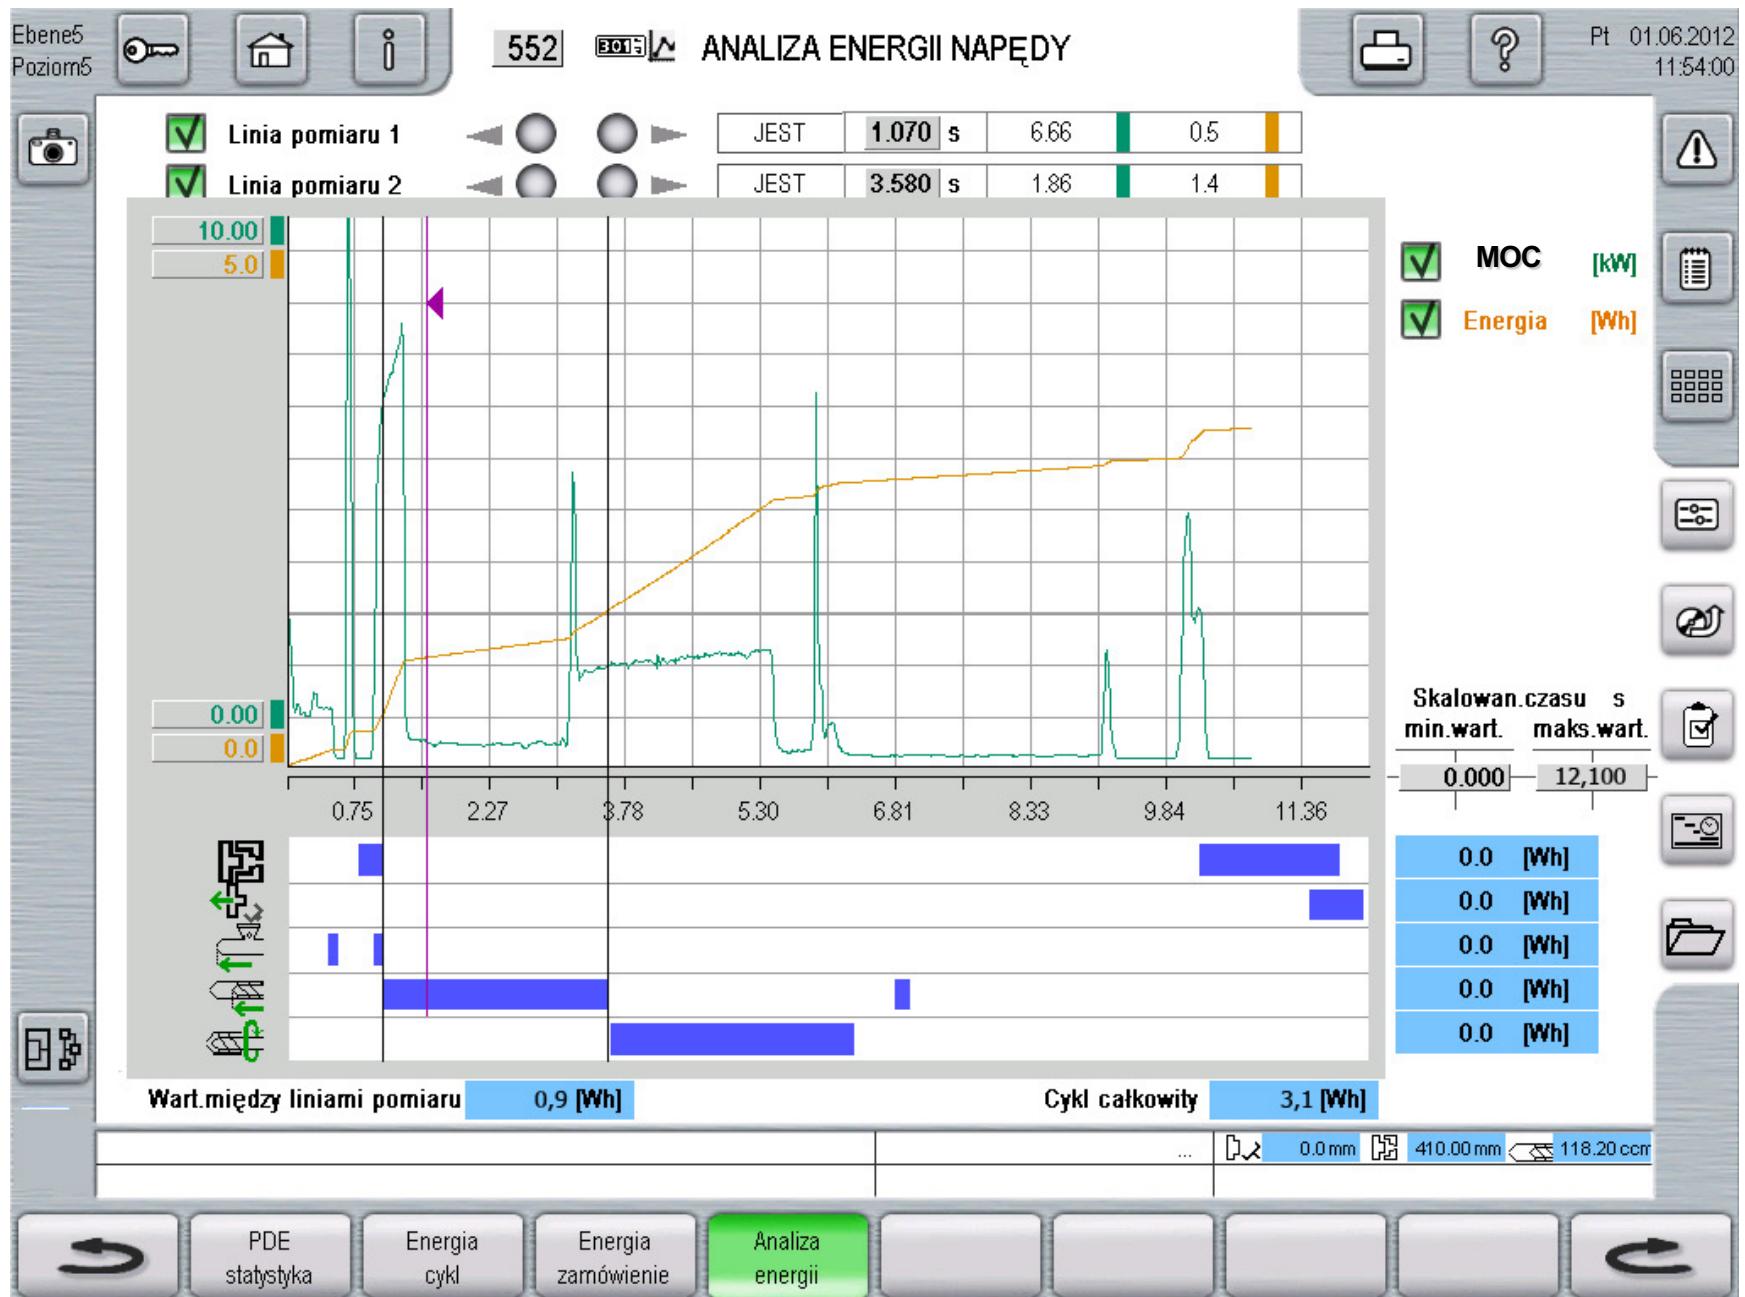 Ebene5
Poziom5
552
ANALIZA ENERGII NAPĘDY
Pt 01.06.2012
11:54:00
Linia pomiaru 1 JEST 1.070 s 6.66 0.5
Linia pomiaru 2 JEST 3.580 s 1.86 1.4
10.00
5.0
0.00
0.0
MOC [kW]
Energia [Wh]
Skalowan.czasu s
min.wart. maks.wart.
0.000 12,100
0.75 2.27 3.78 5.30 6.81 8.33 9.84 11.36
0.0 [Wh]
0.0 [Wh]
0.0 [Wh]
0.0 [Wh]
0.0 [Wh]
Wart.między liniami pomiaru 0,9 [Wh] Cykl całkowity 3,1 [Wh]
... 0.0 mm 410.00 mm 118.20 ccm
PDE
statystyka
Energia
cykl
Energia
zamówienie
Analiza
energii